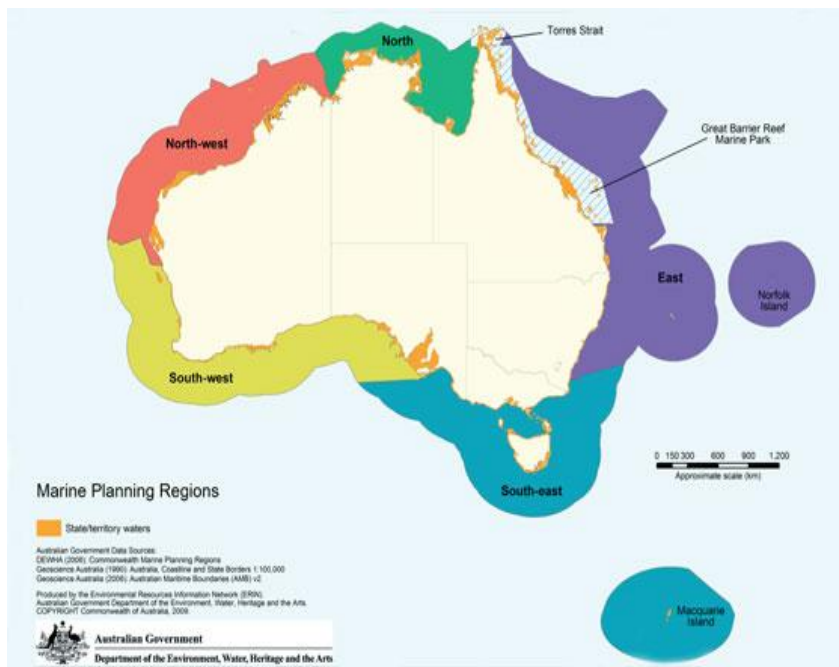 North
Torres Strait
North-west
Great Barrier Reef
Marine Park
East
Norfolk
Island
South-west
0 150 300 600 900 1,200
Approximate scale (km)
South-east
Marine Planning Regions
State/territory waters
Australian Government Data Sources:
DEWHA (2008): Commonwealth Marine Planning Regions
Geoscience Australia (1990): Australia, Coastline and State Borders 1:100,000
Geoscience Australia (2006): Australian Maritime Boundaries (AMB) v2
Produced by the Environmental Resources Information Network (ERIN).
Australian Government Department of the Environment, Water, Heritage and the Arts.
COPYRIGHT Commonwealth of Australia, 2009.
Macquarie
Island
Australian Government
Department of the Environment, Water, Heritage and the Arts